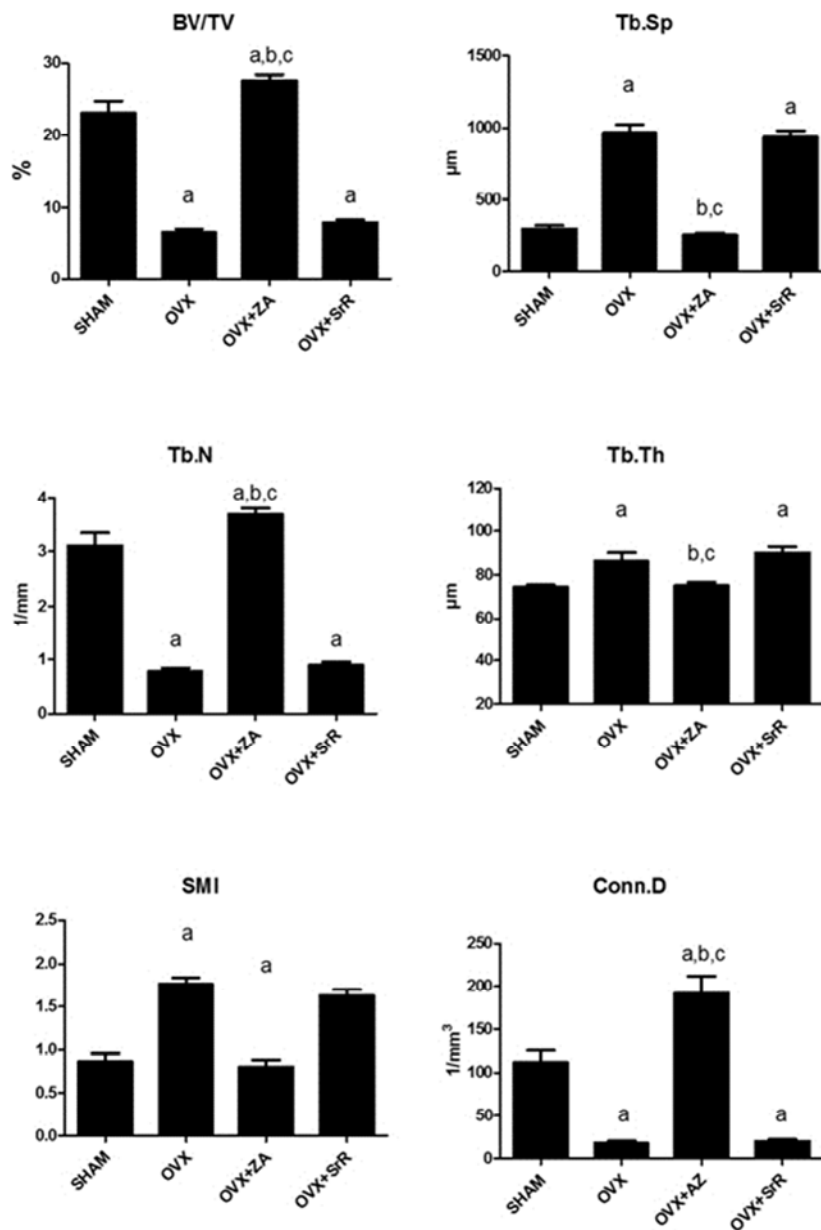 BV/TV
%
30
20
10
0
a
a,b,c
a
SHAM
OVX
OVX+ZA
OVX+SrR
Tb.Sp
µm
1500
1000
500
0
a
b,c
a
SHAM
OVX
OVX+ZA
OVX+SrR
Tb.N
1/mm
4
3
2
1
0
a
a,b,c
a
SHAM
OVX
OVX+ZA
OVX+SrR
Tb.Th
µm
120
100
80
60
40
20
a
b,c
a
SHAM
OVX
OVX+ZA
OVX+SrR
SMI
2.5
2.0
1.5
1.0
0.5
0.0
a
a
SHAM
OVX
OVX+ZA
OVX+SrR
Conn.D
1/mm³
250
200
150
100
50
0
a
a,b,c
a
SHAM
OVX
OVX+AZ
OVX+SrR